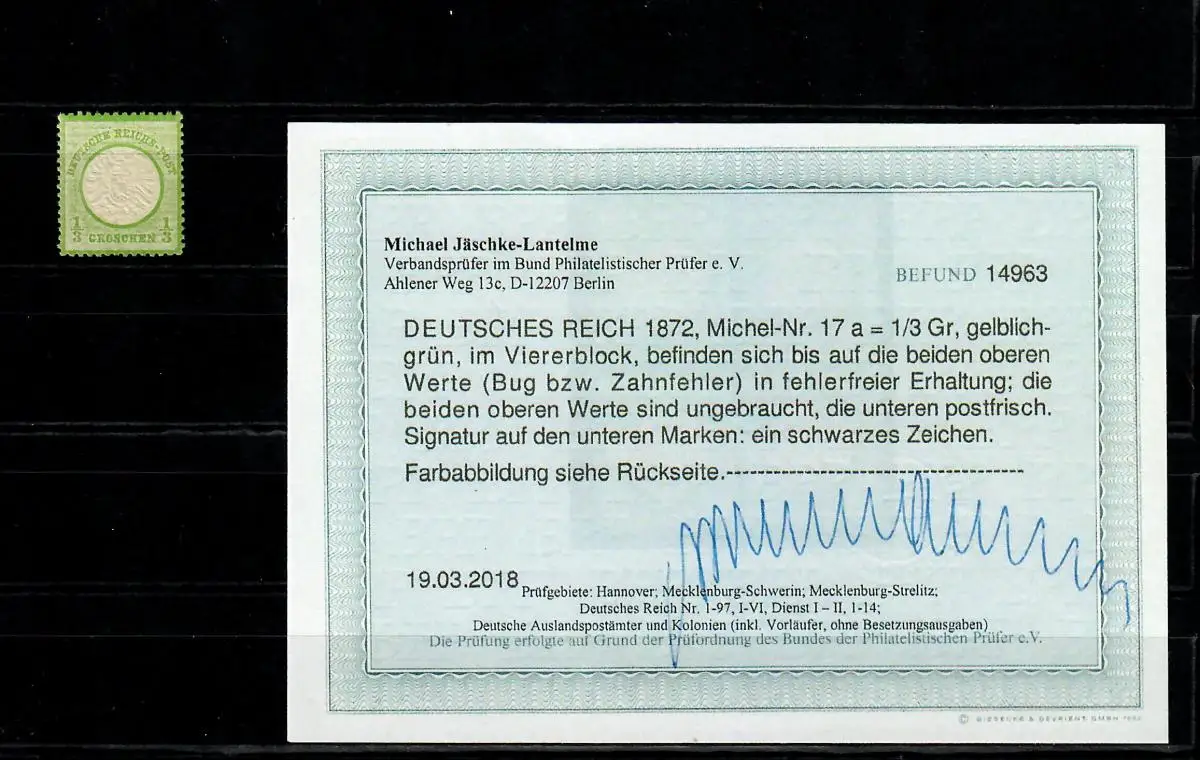 DEUTSCHE REICHS-POST
1/3 GROSCHEN 1/3
Michael Jäschke-Lantelme
Verbandsprüfer im Bund Philatelistischer Prüfer e. V.
Ahlener Weg 13c, D-12207 Berlin
BEFUND 14963
DEUTSCHES REICH 1872, Michel-Nr. 17 a = 1/3 Gr, gelblich-
grün, im Viererblock, befinden sich bis auf die beiden oberen
Werte (Bug bzw. Zahnfehler) in fehlerfreier Erhaltung; die
beiden oberen Werte sind ungebraucht, die unteren postfrisch.
Signatur auf den unteren Marken: ein schwarzes Zeichen.
Farbabbildung siehe Rückseite.------------------------------------
19.03.2018
Prüfgebiete: Hannover; Mecklenburg-Schwerin; Mecklenburg-Strelitz;
Deutsches Reich Nr. 1-97, I-VI, Dienst I – II, 1-14;
Deutsche Auslandspostämter und Kolonien (inkl. Vorläufer, ohne Besetzungsausgaben)
Die Prüfung erfolgte auf Grund der Prüfordnung des Bundes der Philatelistischen Prüfer e.V.
© GIESECKE & DEVRIENT GMBH